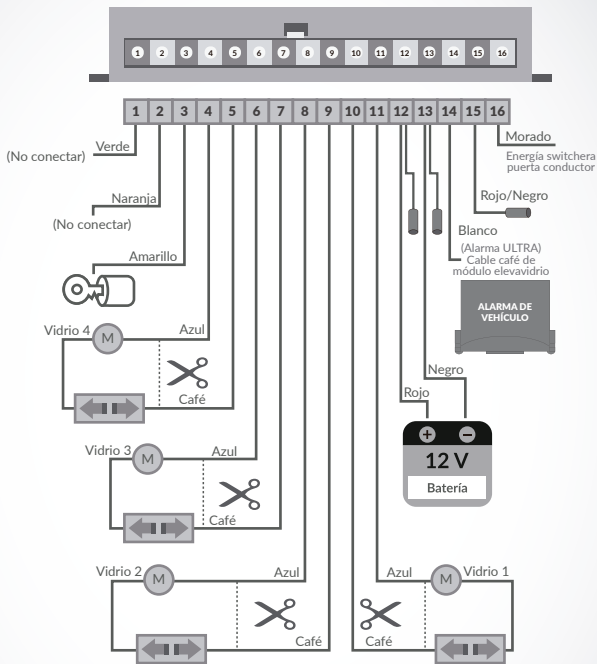 1 2 3 4 5 6 7 8 9 10 11 12 13 14 15 16
1 2 3 4 5 6 7 8 9 10 11 12 13 14 15 16
Verde
(No conectar)
Naranja
(No conectar)
Amarillo
Morado
Energía switchera
puerta conductor
Rojo/Negro
Blanco
(Alarma ULTRA)
Cable café de
módulo elevavidrio
ALARMA DE
VEHÍCULO
Vidrio 4
M
Azul
Café
Negro
Rojo
+ −
12 V
Batería
Vidrio 3
M
Azul
Café
Vidrio 2
M
Azul
Café
Azul
M
Vidrio 1
Café